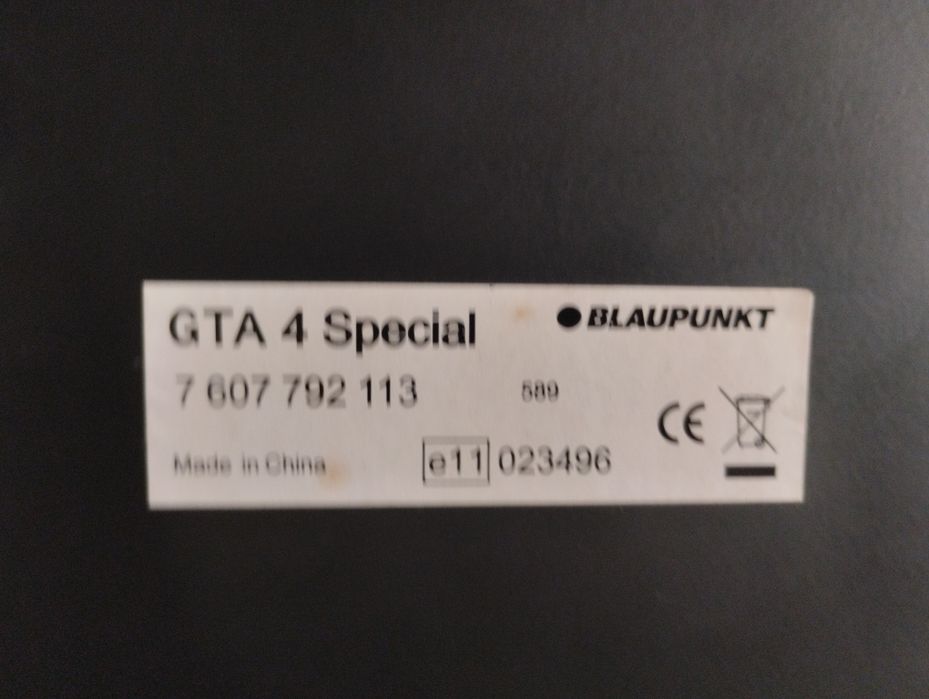 GTA 4 Special
BLAUPUNKT
7 607 792 113
589
CE
Made in China
e11 023496